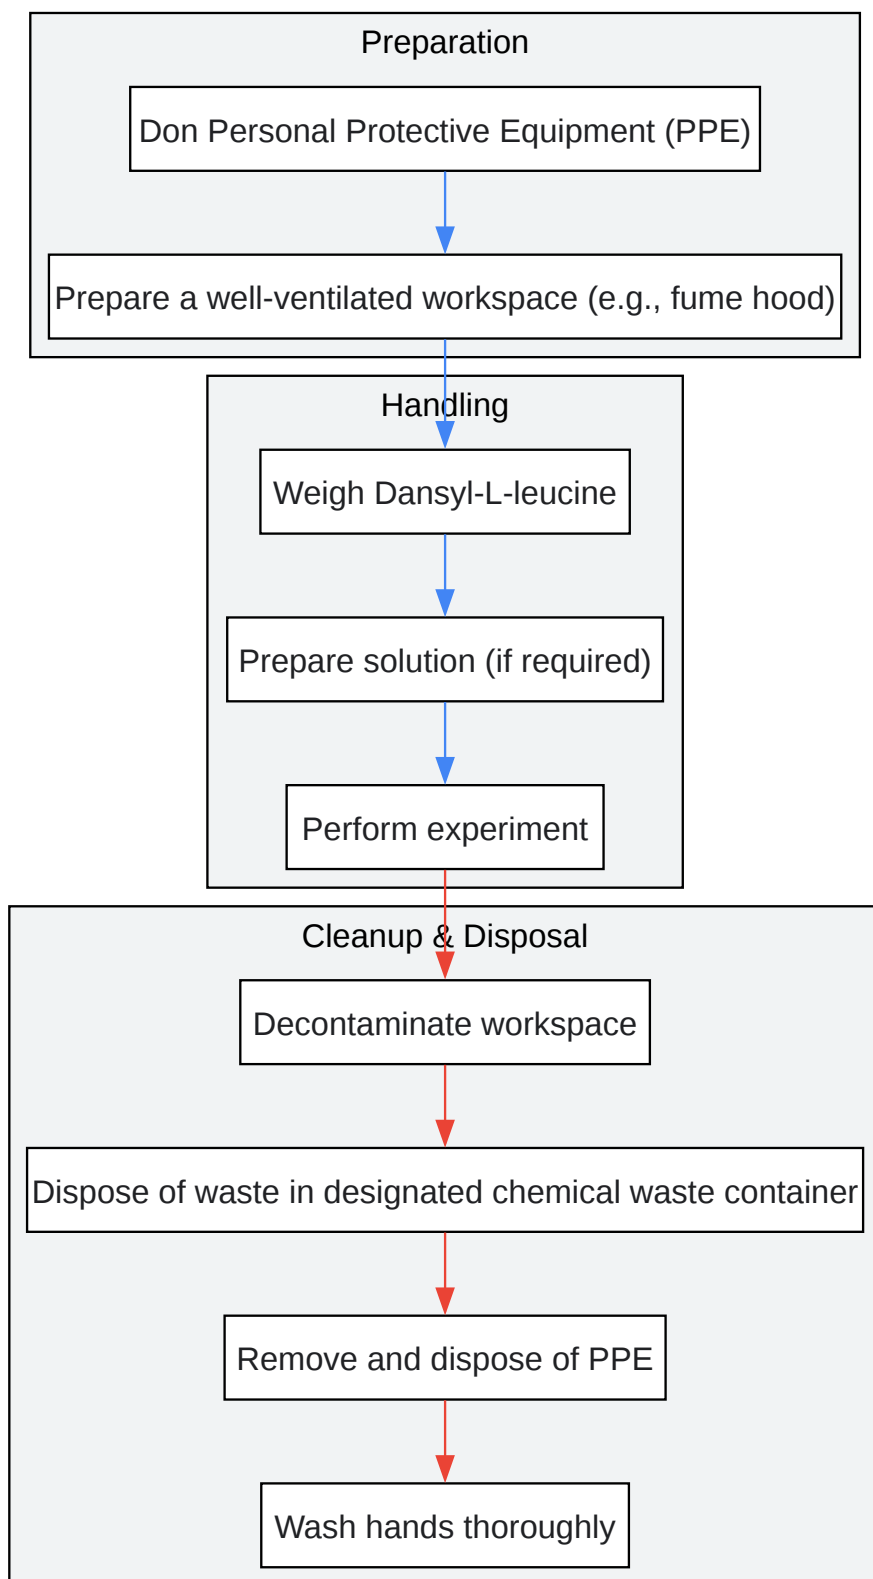 Preparation
Don Personal Protective Equipment (PPE)
Prepare a well-ventilated workspace (e.g., fume hood)
Handling
Weigh Dansyl-L-leucine
Prepare solution (if required)
Perform experiment
Cleanup & Disposal
Decontaminate workspace
Dispose of waste in designated chemical waste container
Remove and dispose of PPE
Wash hands thoroughly